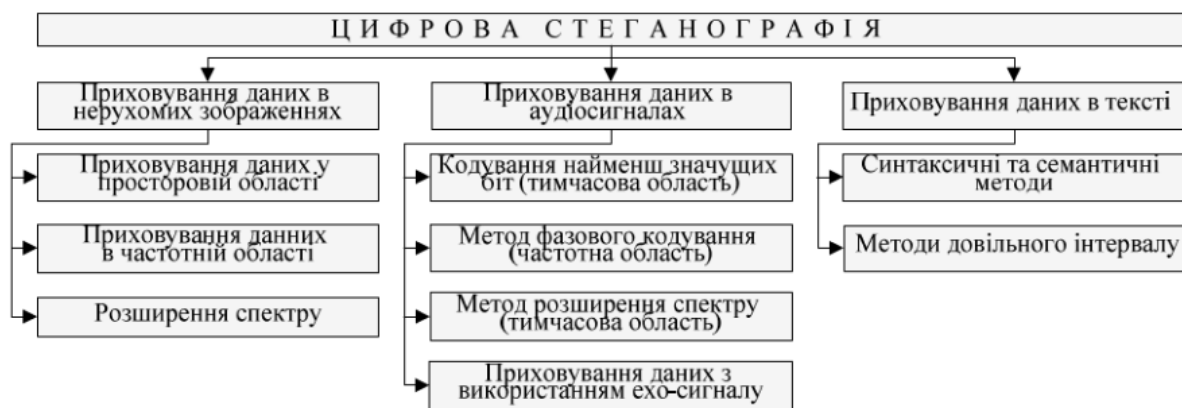 ЦИФРОВА СТЕГАНОГРАФІЯ
Приховування даних в
нерухомих зображеннях
Приховування даних у
просторовій області
Приховування данних
в частотній області
Розширення спектру
Приховування даних в
аудіосигналах
Кодування найменш значущих
біт (тимчасова область)
Метод фазового кодування
(частотна область)
Метод розширення спектру
(тимчасова область)
Приховування даних з
використанням ехо-сигналу
Приховування даних в тексті
Синтаксичні та семантичні
методи
Методи довільного інтервалу